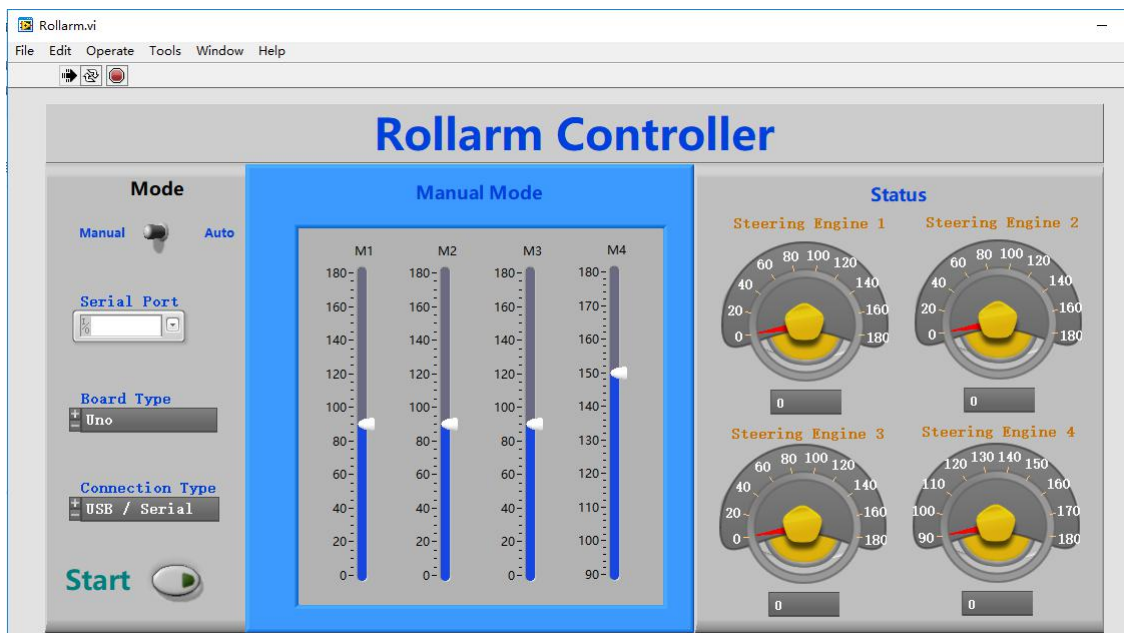 Rollarm.vi
File Edit Operate Tools Window Help
Rollarm Controller
Mode
Manual Auto
Serial Port
I/O
Board Type
Uno
Connection Type
USB / Serial
Start
Manual Mode
M1 M2 M3 M4
180 180 180 180
160 160 160 170
140 140 140 160
120 120 120 150
100 100 100 140
80 80 80 130
60 60 60 120
40 40 40 110
20 20 20 100
0 0 0 90
Status
Steering Engine 1
0 20 40 60 80 100 120 140 160 180
0
Steering Engine 2
0 20 40 60 80 100 120 140 160 180
0
Steering Engine 3
0 20 40 60 80 100 120 140 160 180
0
Steering Engine 4
90 100 110 120 130 140 150 160 170 180
0